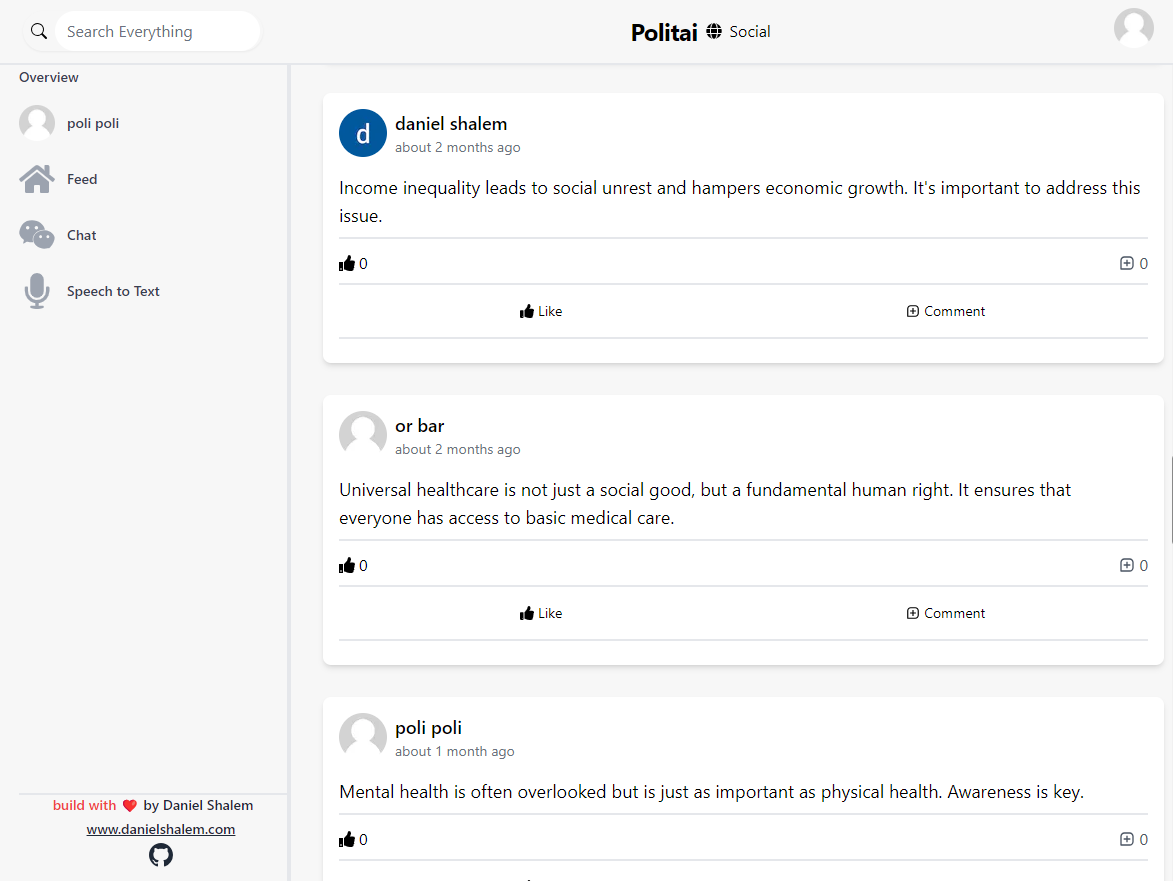 Search Everything
Politai Social
Overview
poli poli
Feed
Chat
Speech to Text
build with ❤️ by Daniel Shalem
www.danielshalem.com
d
daniel shalem
about 2 months ago
Income inequality leads to social unrest and hampers economic growth. It's important to address this
issue.
0 0
Like Comment
or bar
about 2 months ago
Universal healthcare is not just a social good, but a fundamental human right. It ensures that
everyone has access to basic medical care.
0 0
Like Comment
poli poli
about 1 month ago
Mental health is often overlooked but is just as important as physical health. Awareness is key.
0 0